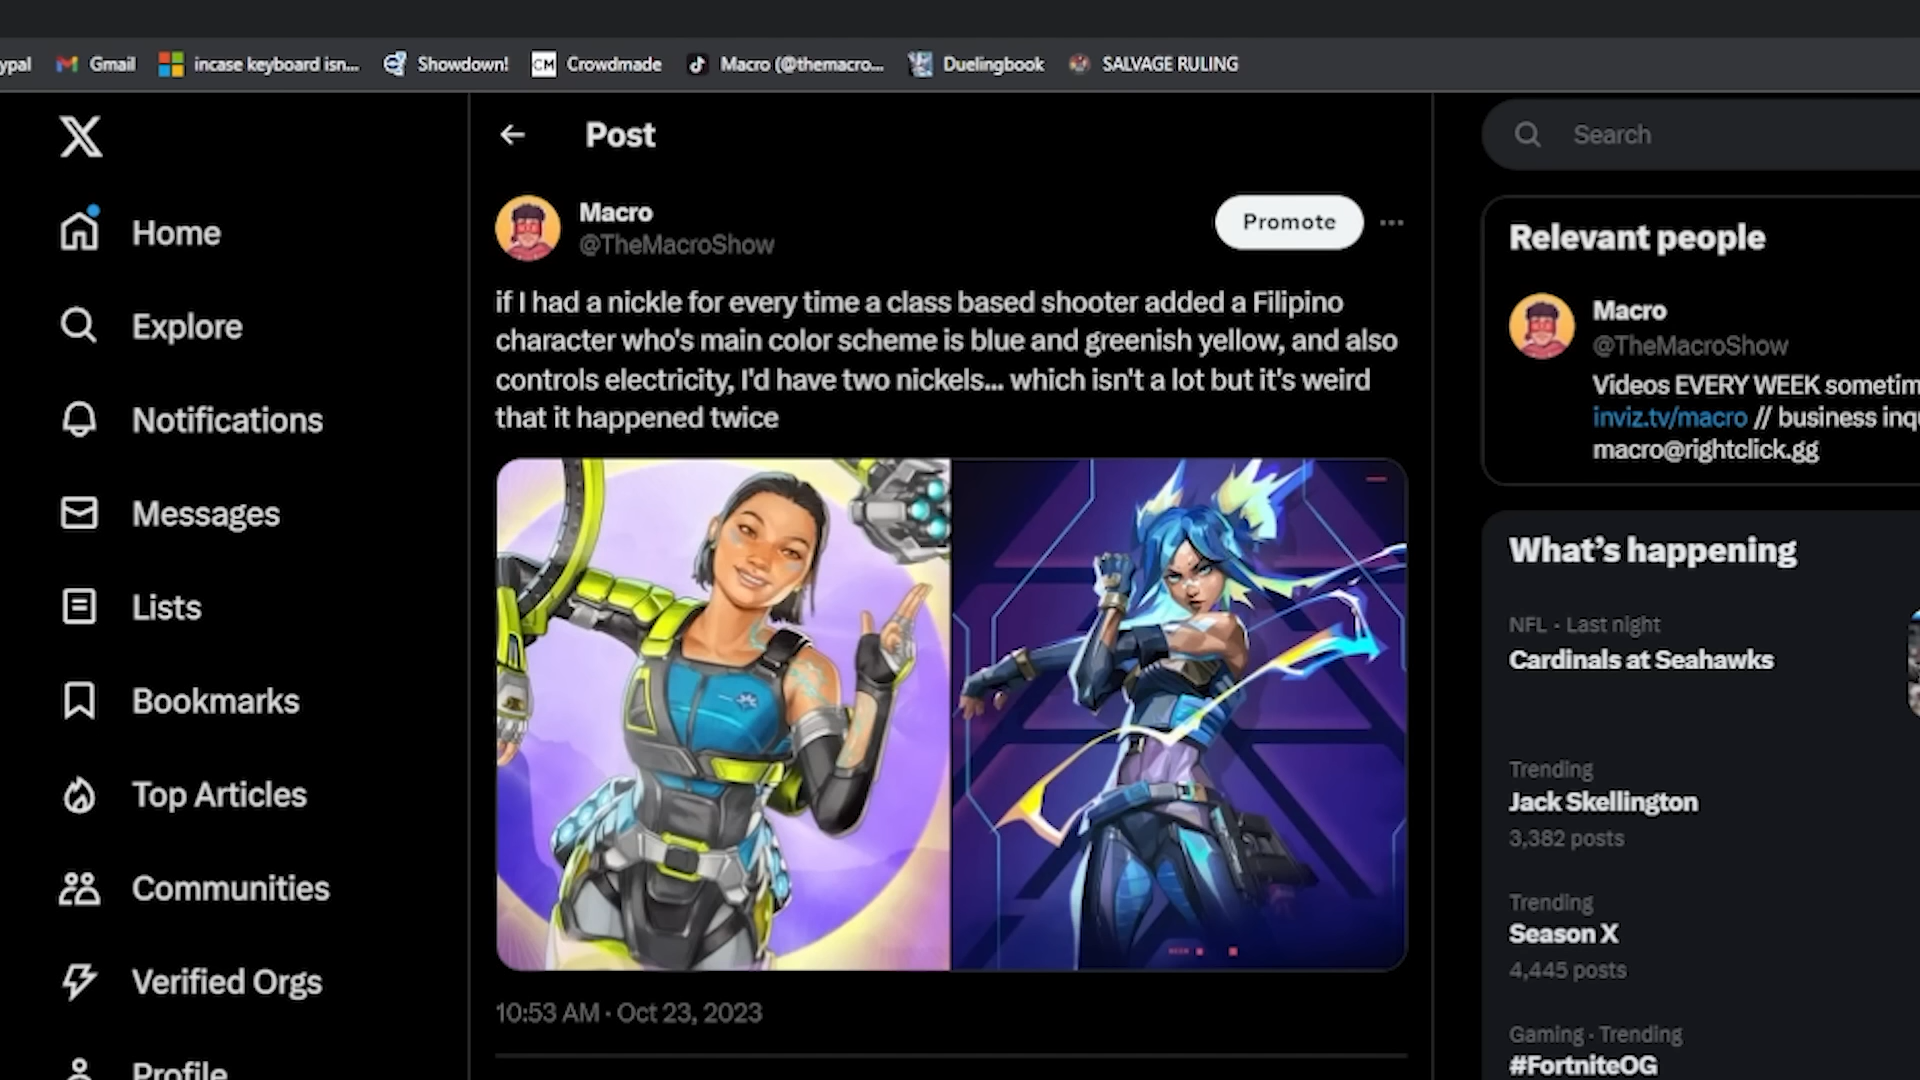 ypal Gmail incase keyboard isn... Showdown! CM Crowdmade Macro (@themacro... Duelingbook SALVAGE RULING
X
Home
Explore
Notifications
Messages
Lists
Bookmarks
Top Articles
Communities
Verified Orgs
Profile
Post
Macro
@TheMacroShow
Promote
if I had a nickle for every time a class based shooter added a Filipino
character who's main color scheme is blue and greenish yellow, and also
controls electricity, I'd have two nickels... which isn't a lot but it's weird
that it happened twice
10:53 AM · Oct 23, 2023
Search
Relevant people
Macro
@TheMacroShow
Videos EVERY WEEK sometim
inviz.tv/macro // business inqu
macro@rightclick.gg
What's happening
NFL · Last night
Cardinals at Seahawks
Trending
Jack Skellington
3,382 posts
Trending
Season X
4,445 posts
Gaming · Trending
#FortniteOG